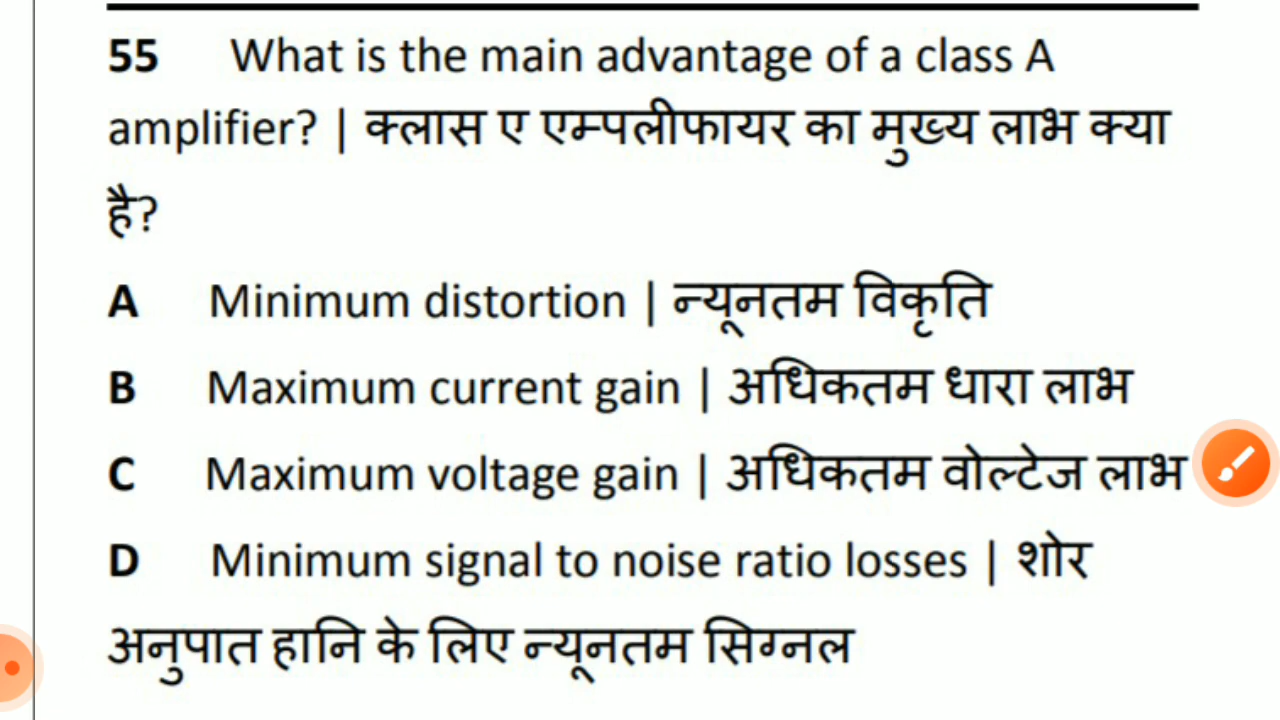 55 What is the main advantage of a class A
amplifier? | क्लास ए एम्पलीफायर का मुख्य लाभ क्या
है?
A Minimum distortion | न्यूनतम विकृति
B Maximum current gain | अधिकतम धारा लाभ
C Maximum voltage gain | अधिकतम वोल्टेज लाभ
D Minimum signal to noise ratio losses | शोर
अनुपात हानि के लिए न्यूनतम सिग्नल